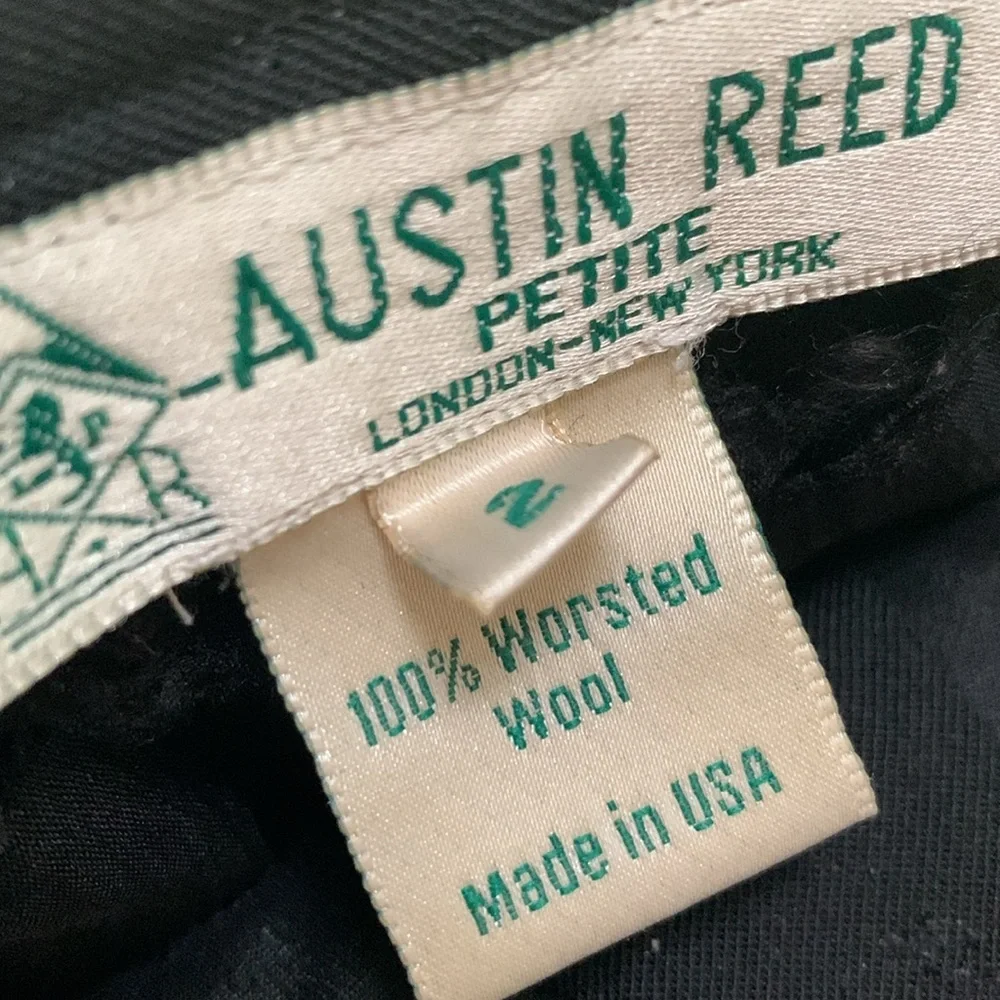 AUSTIN REED
PETITE
LONDON-NEW YORK
2
100% Worsted
Wool
Made in USA